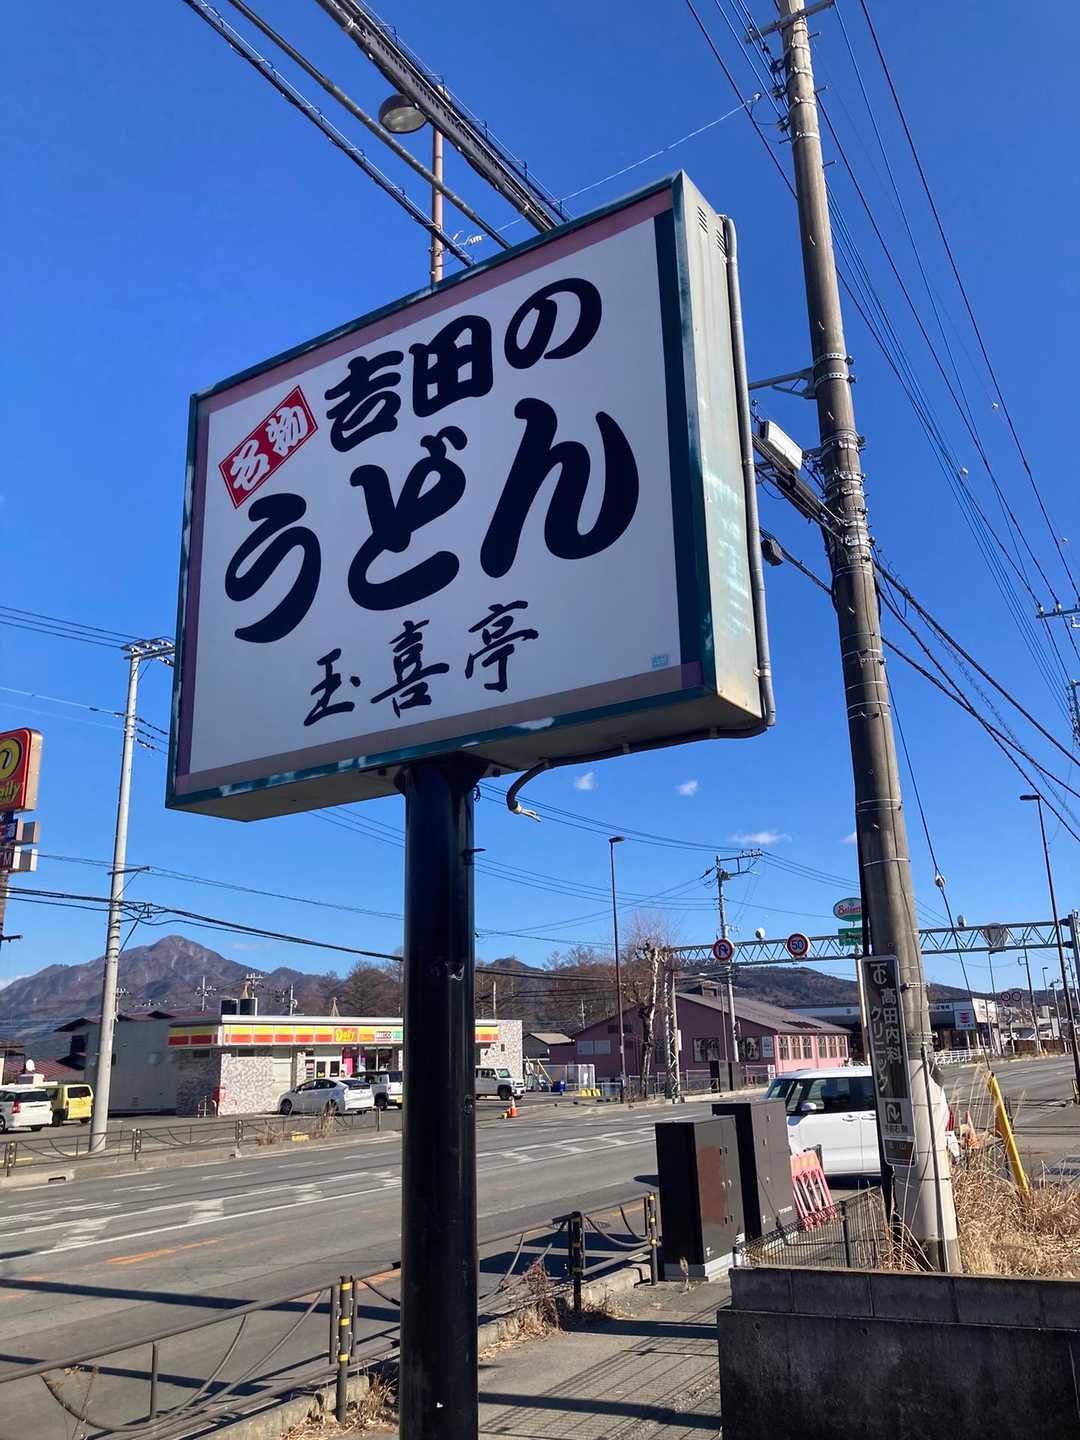 名物
吉田の
うどん
玉喜亭
Daily
50
高田内科
クリニック